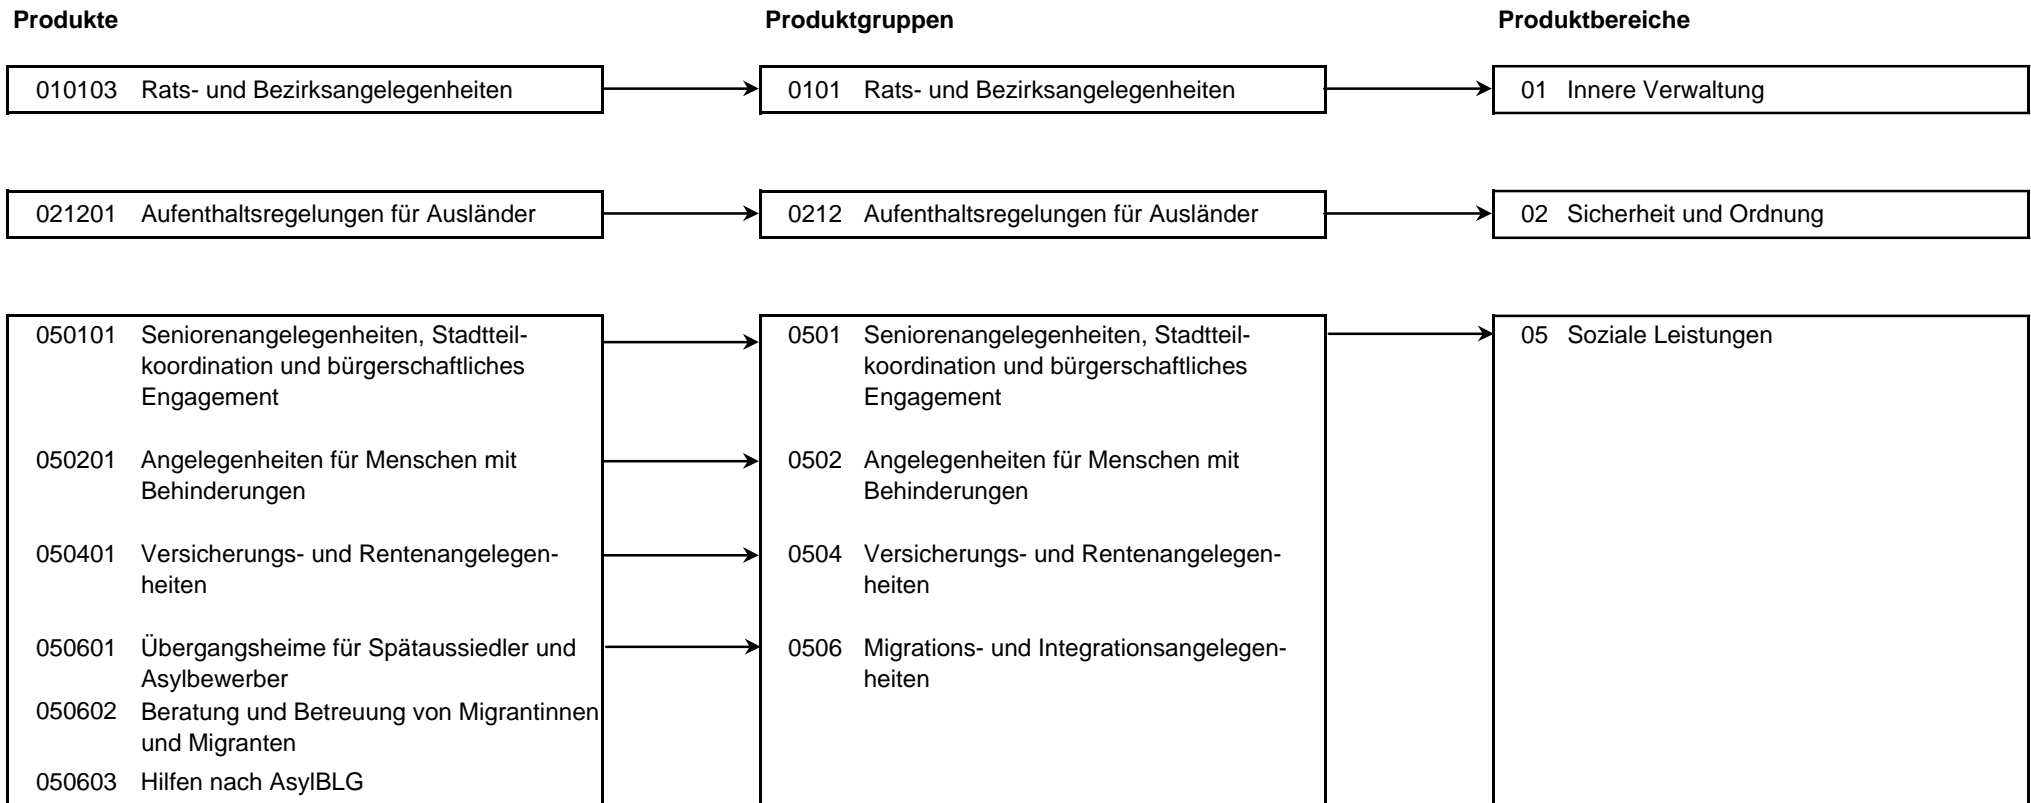 Produkte Produktgruppen Produktbereiche
010103 Rats- und Bezirksangelegenheiten 0101 Rats- und Bezirksangelegenheiten 01 Innere Verwaltung
021201 Aufenthaltsregelungen für Ausländer 0212 Aufenthaltsregelungen für Ausländer 02 Sicherheit und Ordnung
050101 Seniorenangelegenheiten, Stadtteil-
koordination und bürgerschaftliches
Engagement
050201 Angelegenheiten für Menschen mit
Behinderungen
050401 Versicherungs- und Rentenangelegen-
heiten
050601 Übergangsheime für Spätaussiedler und
Asylbewerber
050602 Beratung und Betreuung von Migrantinnen
und Migranten
050603 Hilfen nach AsylBLG
0501 Seniorenangelegenheiten, Stadtteil-
koordination und bürgerschaftliches
Engagement
0502 Angelegenheiten für Menschen mit
Behinderungen
0504 Versicherungs- und Rentenangelegen-
heiten
0506 Migrations- und Integrationsangelegen-
heiten
05 Soziale Leistungen